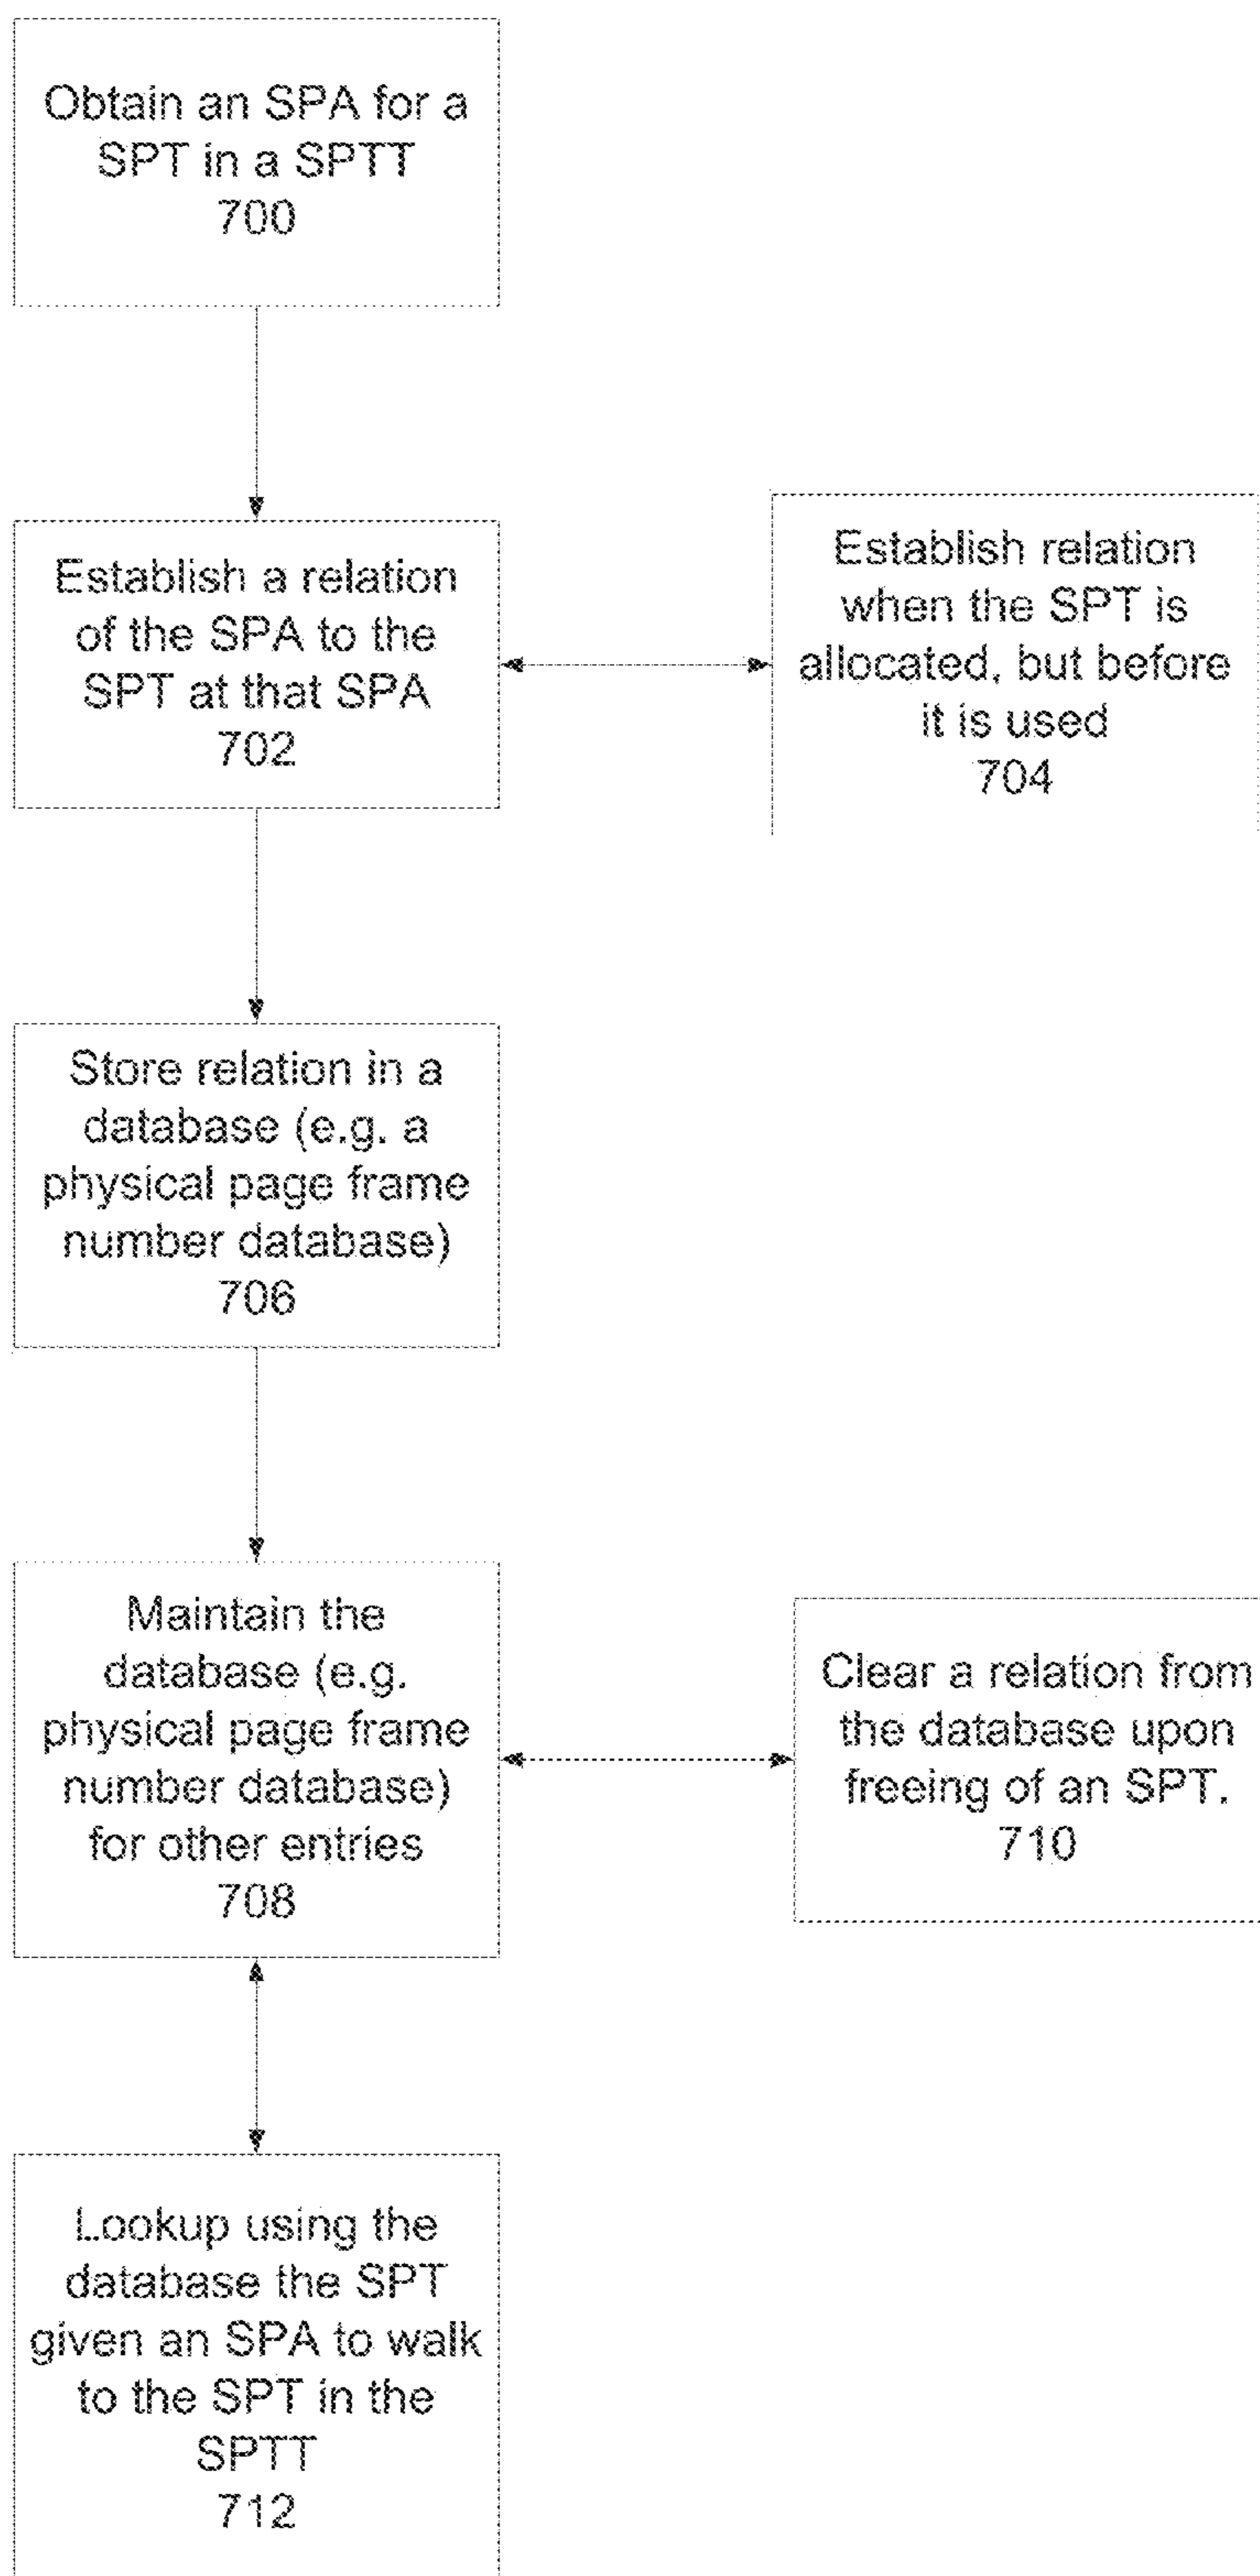 Obtain an SPA for a
SPT in a SPTT
700
Establish a relation
of the SPA to the
SPT at that SPA
702
Establish relation
when the SPT is
allocated, but before
it is used
704
Store relation in a
database (e.g. a
physical page frame
number database)
706
Maintain the
database (e.g.
physical page frame
number database)
for other entries
708
Clear a relation from
the database upon
freeing of an SPT.
710
Lookup using the
database the SPT
given an SPA to walk
to the SPT in the
SPTT
712